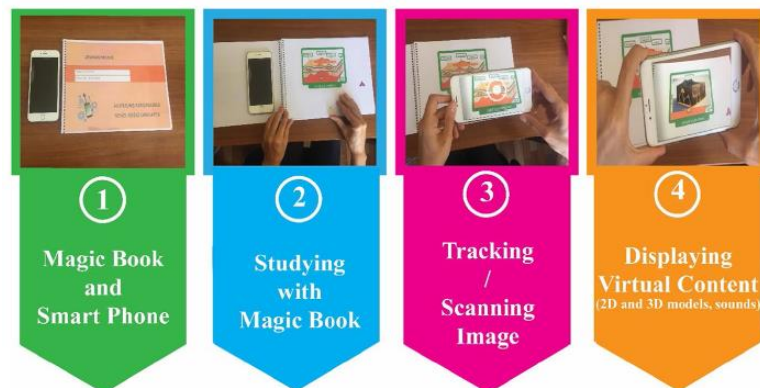 1
Magic Book
and
Smart Phone
2
Studying
with
Magic Book
3
Tracking
/
Scanning
Image
4
Displaying
Virtual Content
(2D and 3D models, sounds)